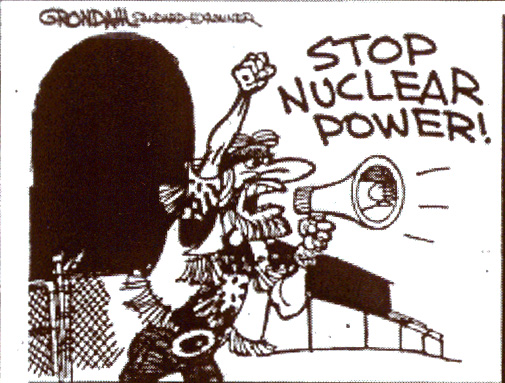 GRONDAHL STANDARD-EXAMINER
STOP
NUCLEAR
POWER!